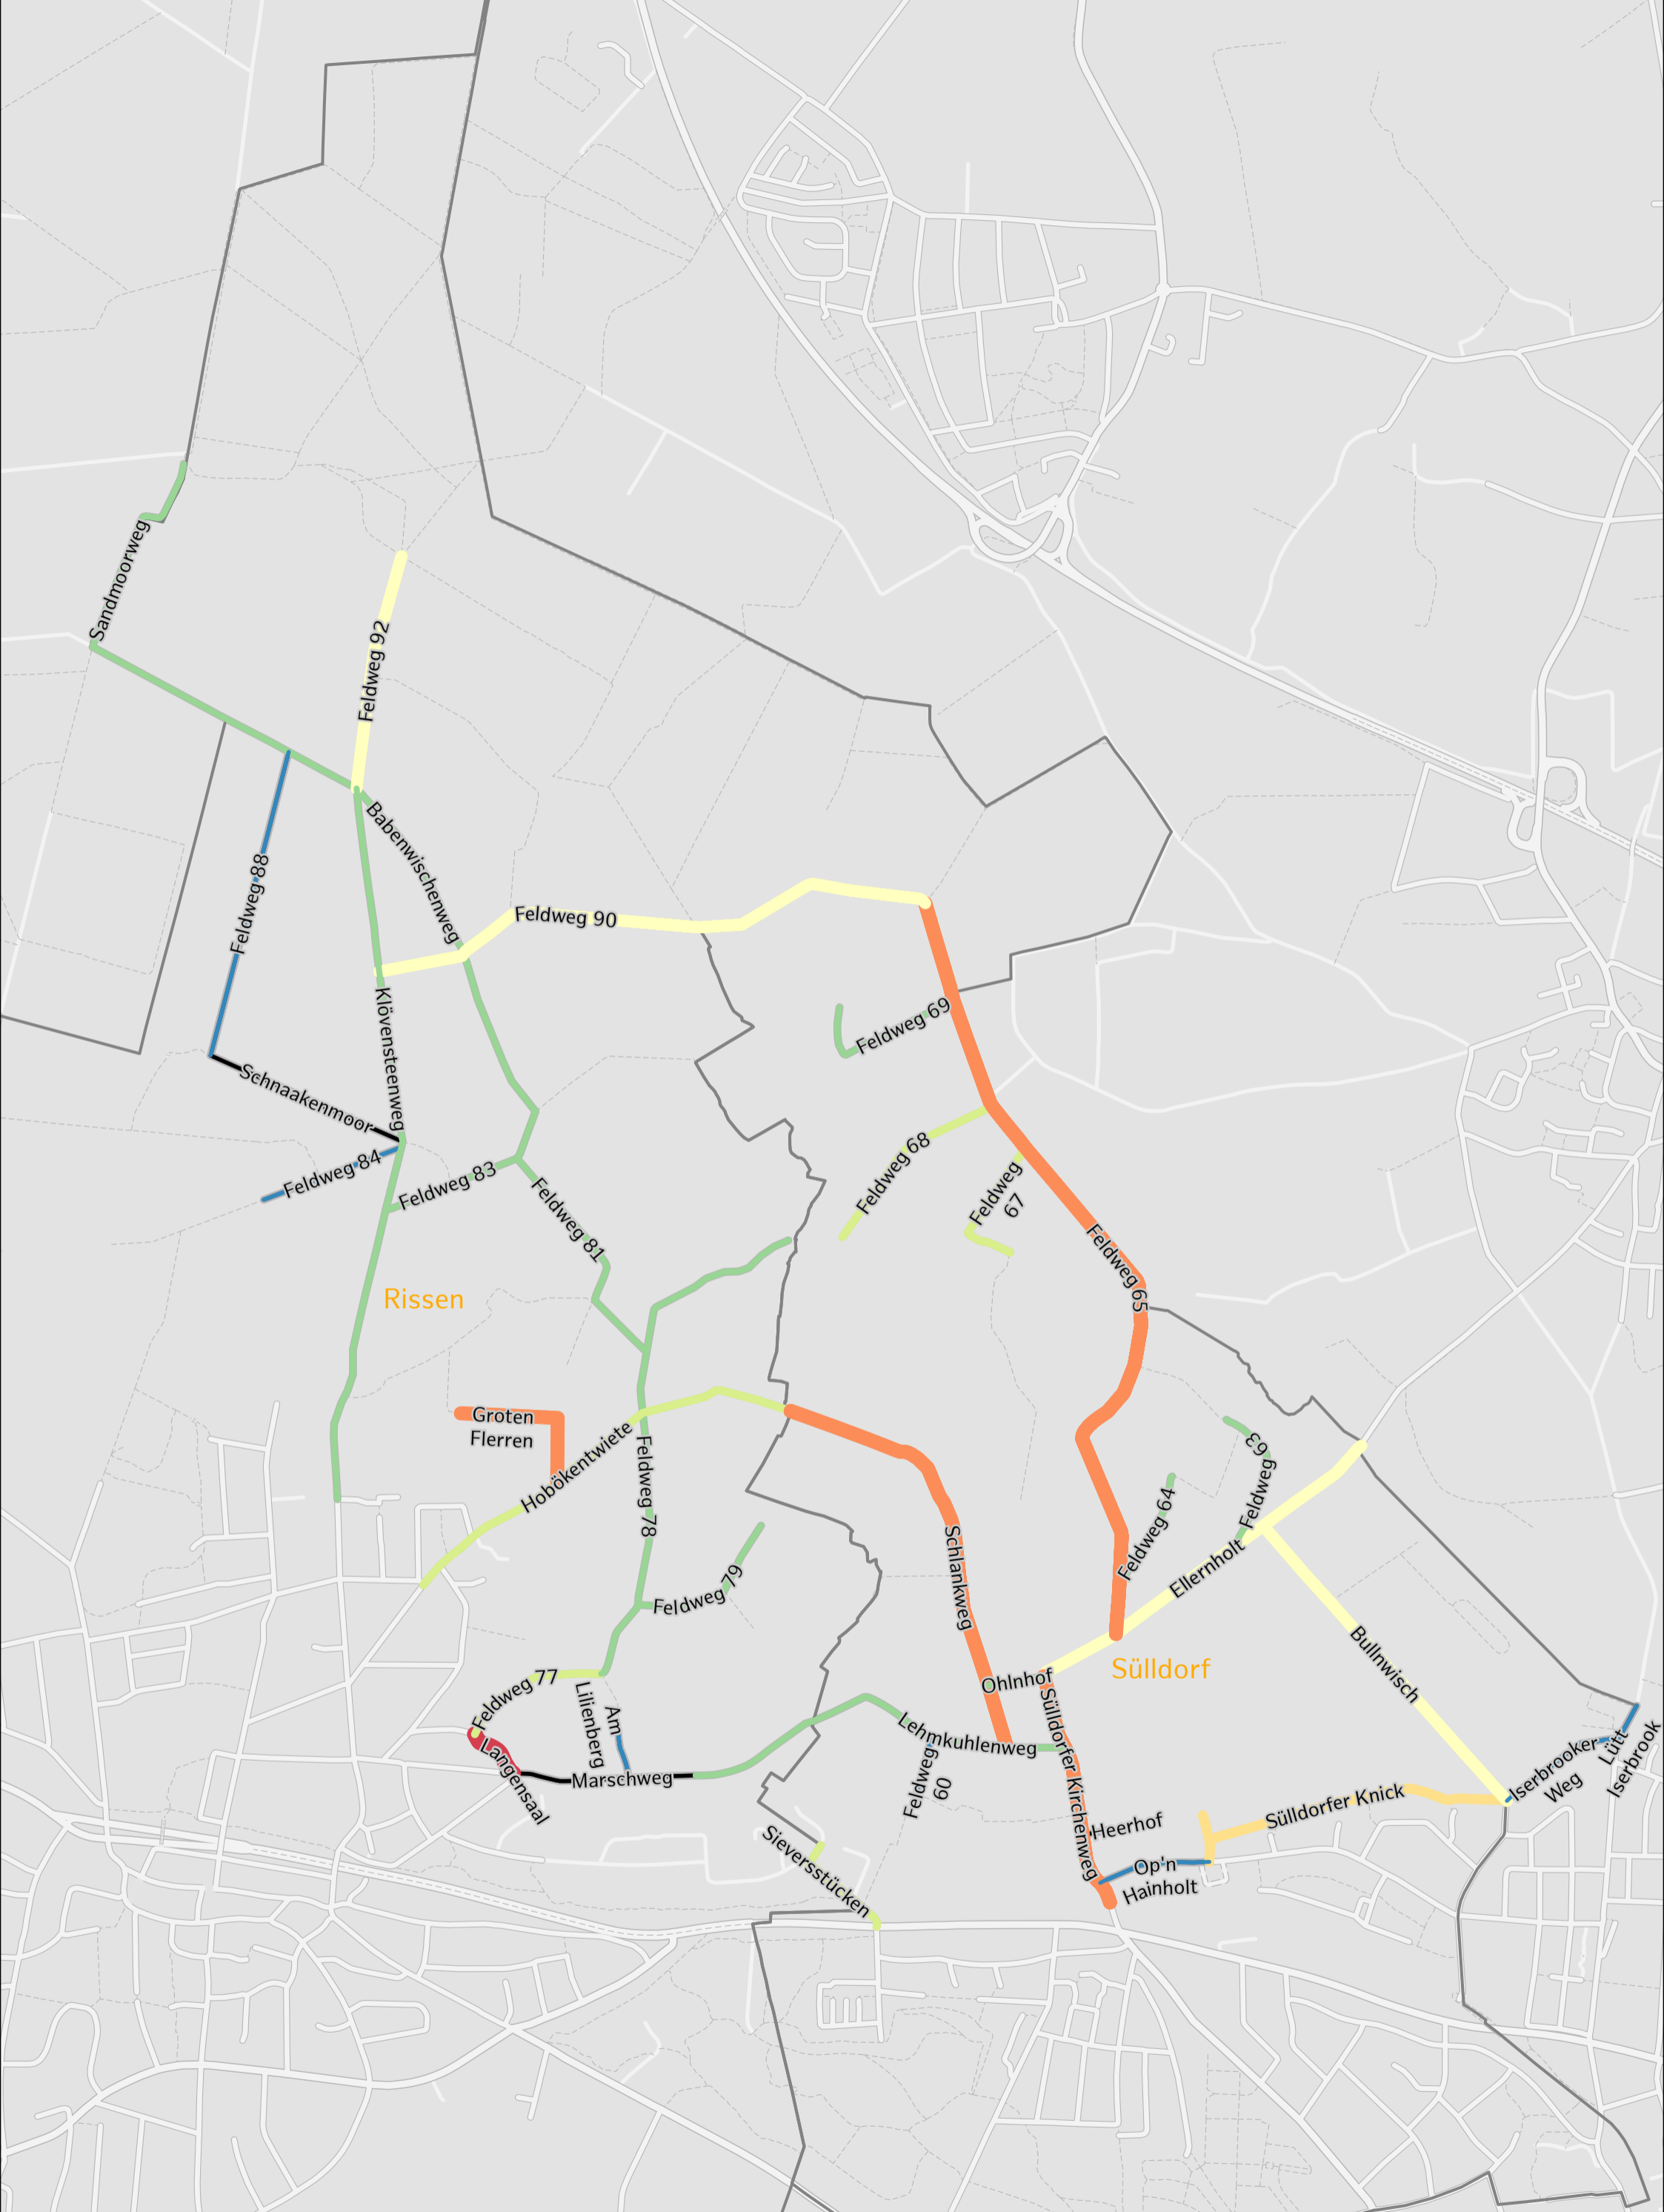 Sandmoorweg
Feldweg 92
Babenwischenweg
Feldweg 88
Feldweg 90
Klövensteenweg
Feldweg 69
Schnaakenmoor
Feldweg 84
Feldweg 83
Feldweg 68
Feldweg
67
Feldweg 81
Feldweg 65
Rissen
Groten
Flerren
Hobökentwiete
Feldweg 78
Feldweg 63
Feldweg 64
Schlankweg
Ellernholt
Feldweg 79
Bullnwisch
Sülldorf
Ohlnhof
Feldweg 77
Am
Lilienberg
Sülldorfer Kirchenweg
Lehmkuhlenweg
Langensaal
Marschweg
Feldweg
60
Iserbrooker
Weg
Lütt
Iserbrook
Sülldorfer Knick
Heerhof
Sieversstücken
Op'n
Hainholt